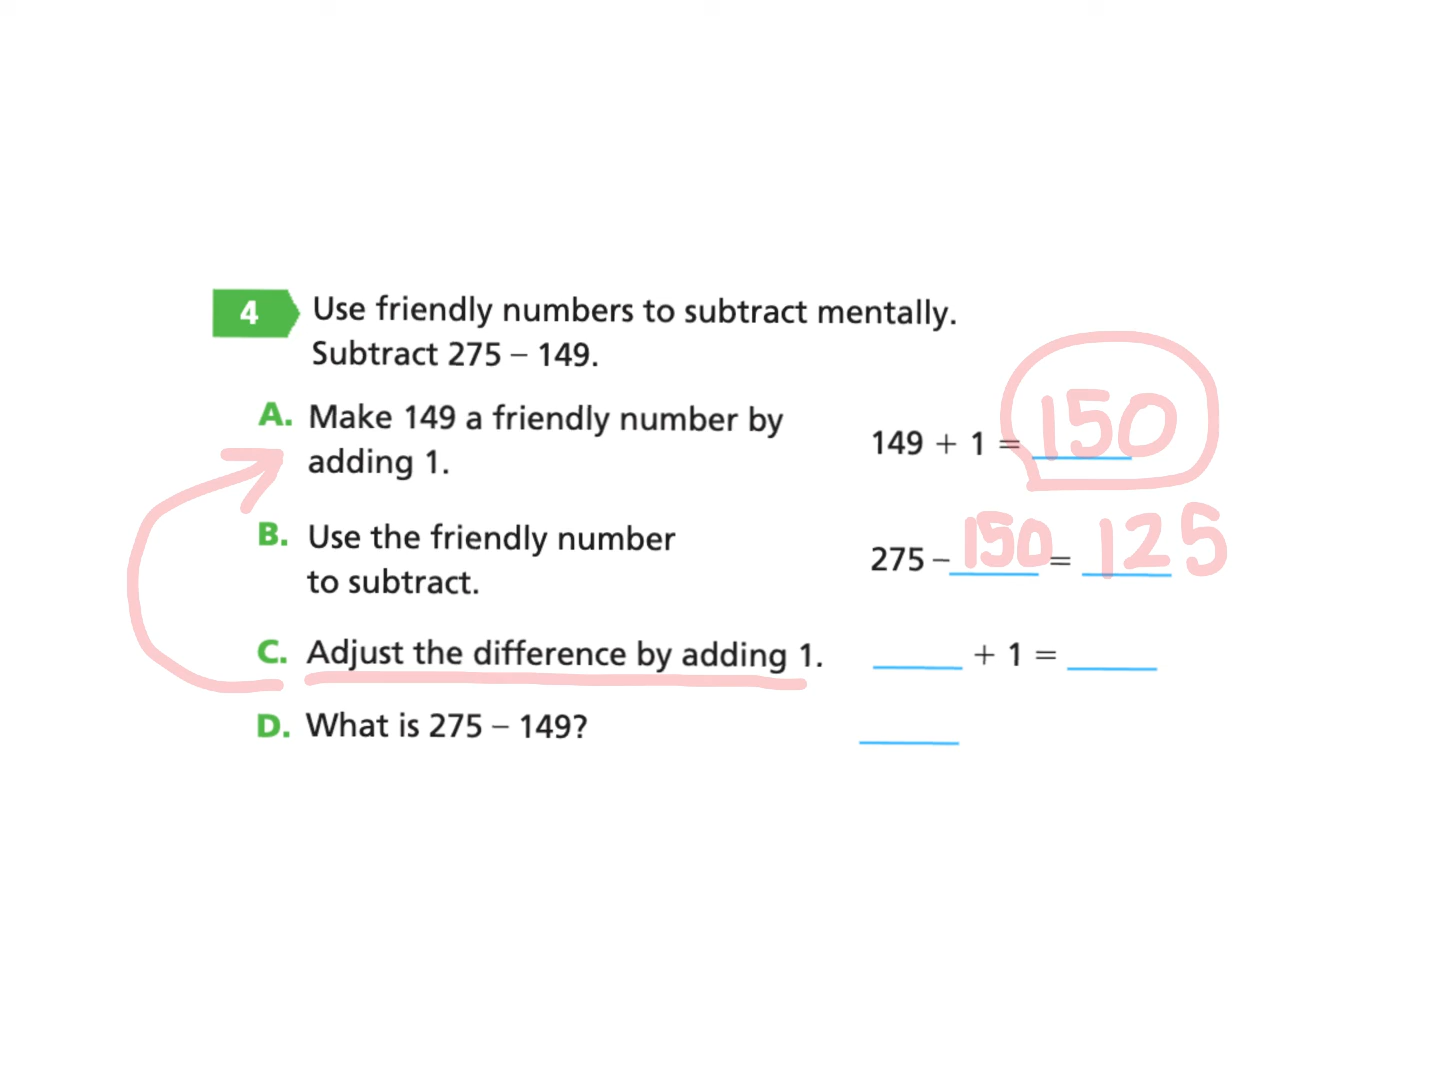 4 Use friendly numbers to subtract mentally.
Subtract 275 – 149.
A. Make 149 a friendly number by
adding 1.
149 + 1 = 150
B. Use the friendly number
to subtract.
275 – 150 = 125
C. Adjust the difference by adding 1. + 1 =
D. What is 275 – 149?